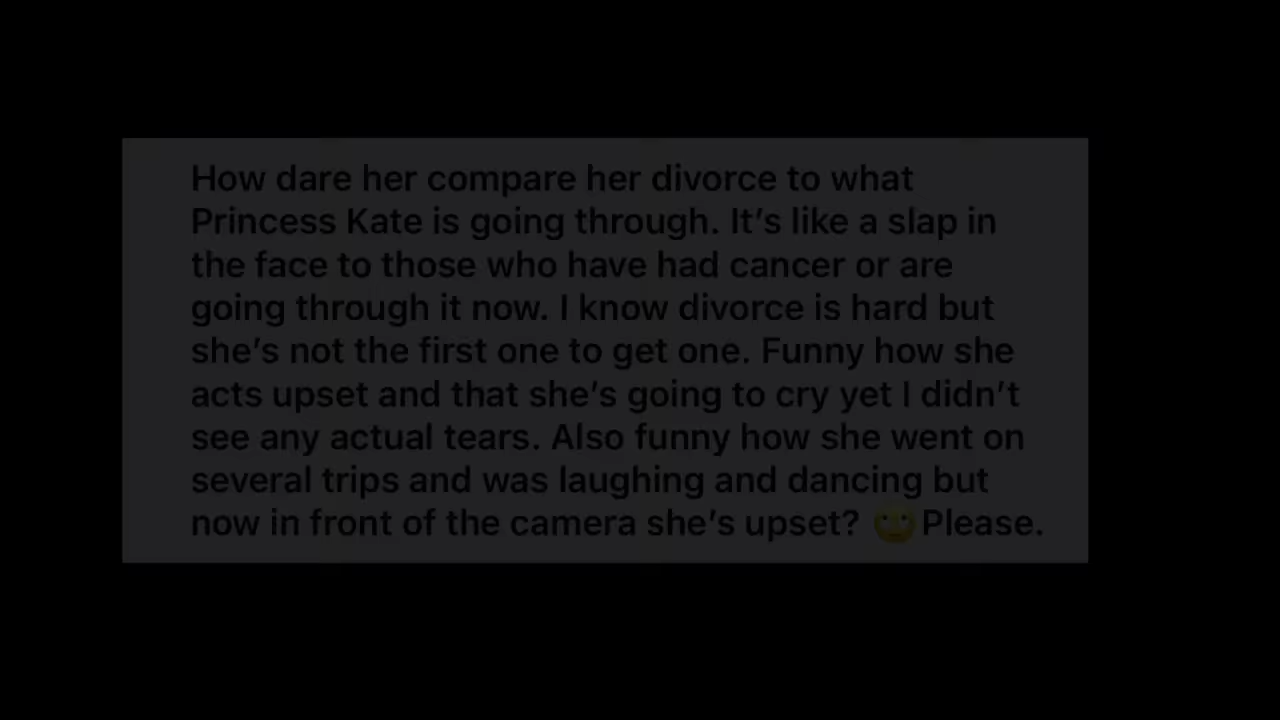 How dare her compare her divorce to what
Princess Kate is going through. It’s like a slap in
the face to those who have had cancer or are
going through it now. I know divorce is hard but
she’s not the first one to get one. Funny how she
acts upset and that she’s going to cry yet I didn’t
see any actual tears. Also funny how she went on
several trips and was laughing and dancing but
now in front of the camera she’s upset? 🙄Please.